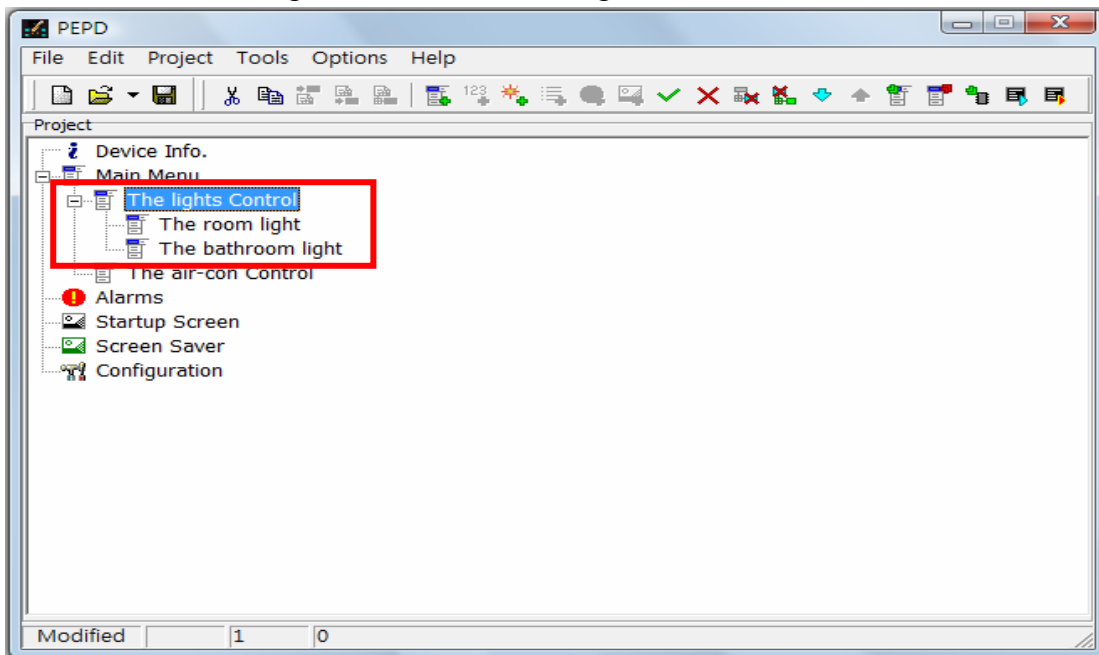 PEPD
File Edit Project Tools Options Help
123
Project
Device Info.
Main Menu
The lights Control
The room light
The bathroom light
The air-con Control
Alarms
Startup Screen
Screen Saver
Configuration
Modified 1 0